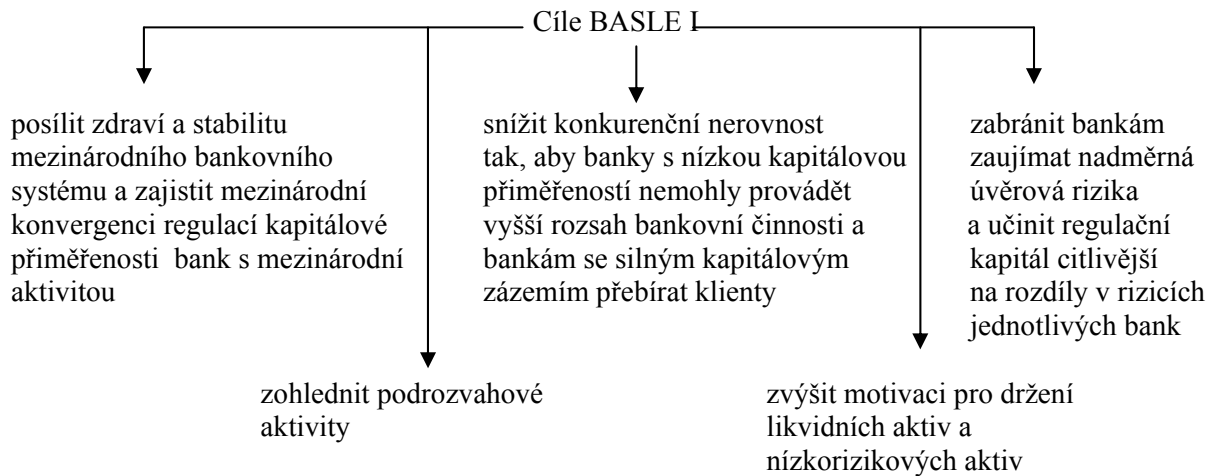 Cíle BASLE I
posílit zdraví a stabilitu
mezinárodního bankovního
systému a zajistit mezinárodní
konvergenci regulací kapitálové
přiměřenosti bank s mezinárodní
aktivitou
snížit konkurenční nerovnost
tak, aby banky s nízkou kapitálovou
přiměřeností nemohly provádět
vyšší rozsah bankovní činnosti a
bankám se silným kapitálovým
zázemím přebírat klienty
zabránit bankám
zaujímat nadměrná
úvěrová rizika
a učinit regulační
kapitál citlivější
na rozdíly v rizicích
jednotlivých bank
zohlednit podrozvahové
aktivity
zvýšit motivaci pro držení
likvidních aktiv a
nízkorizikových aktiv